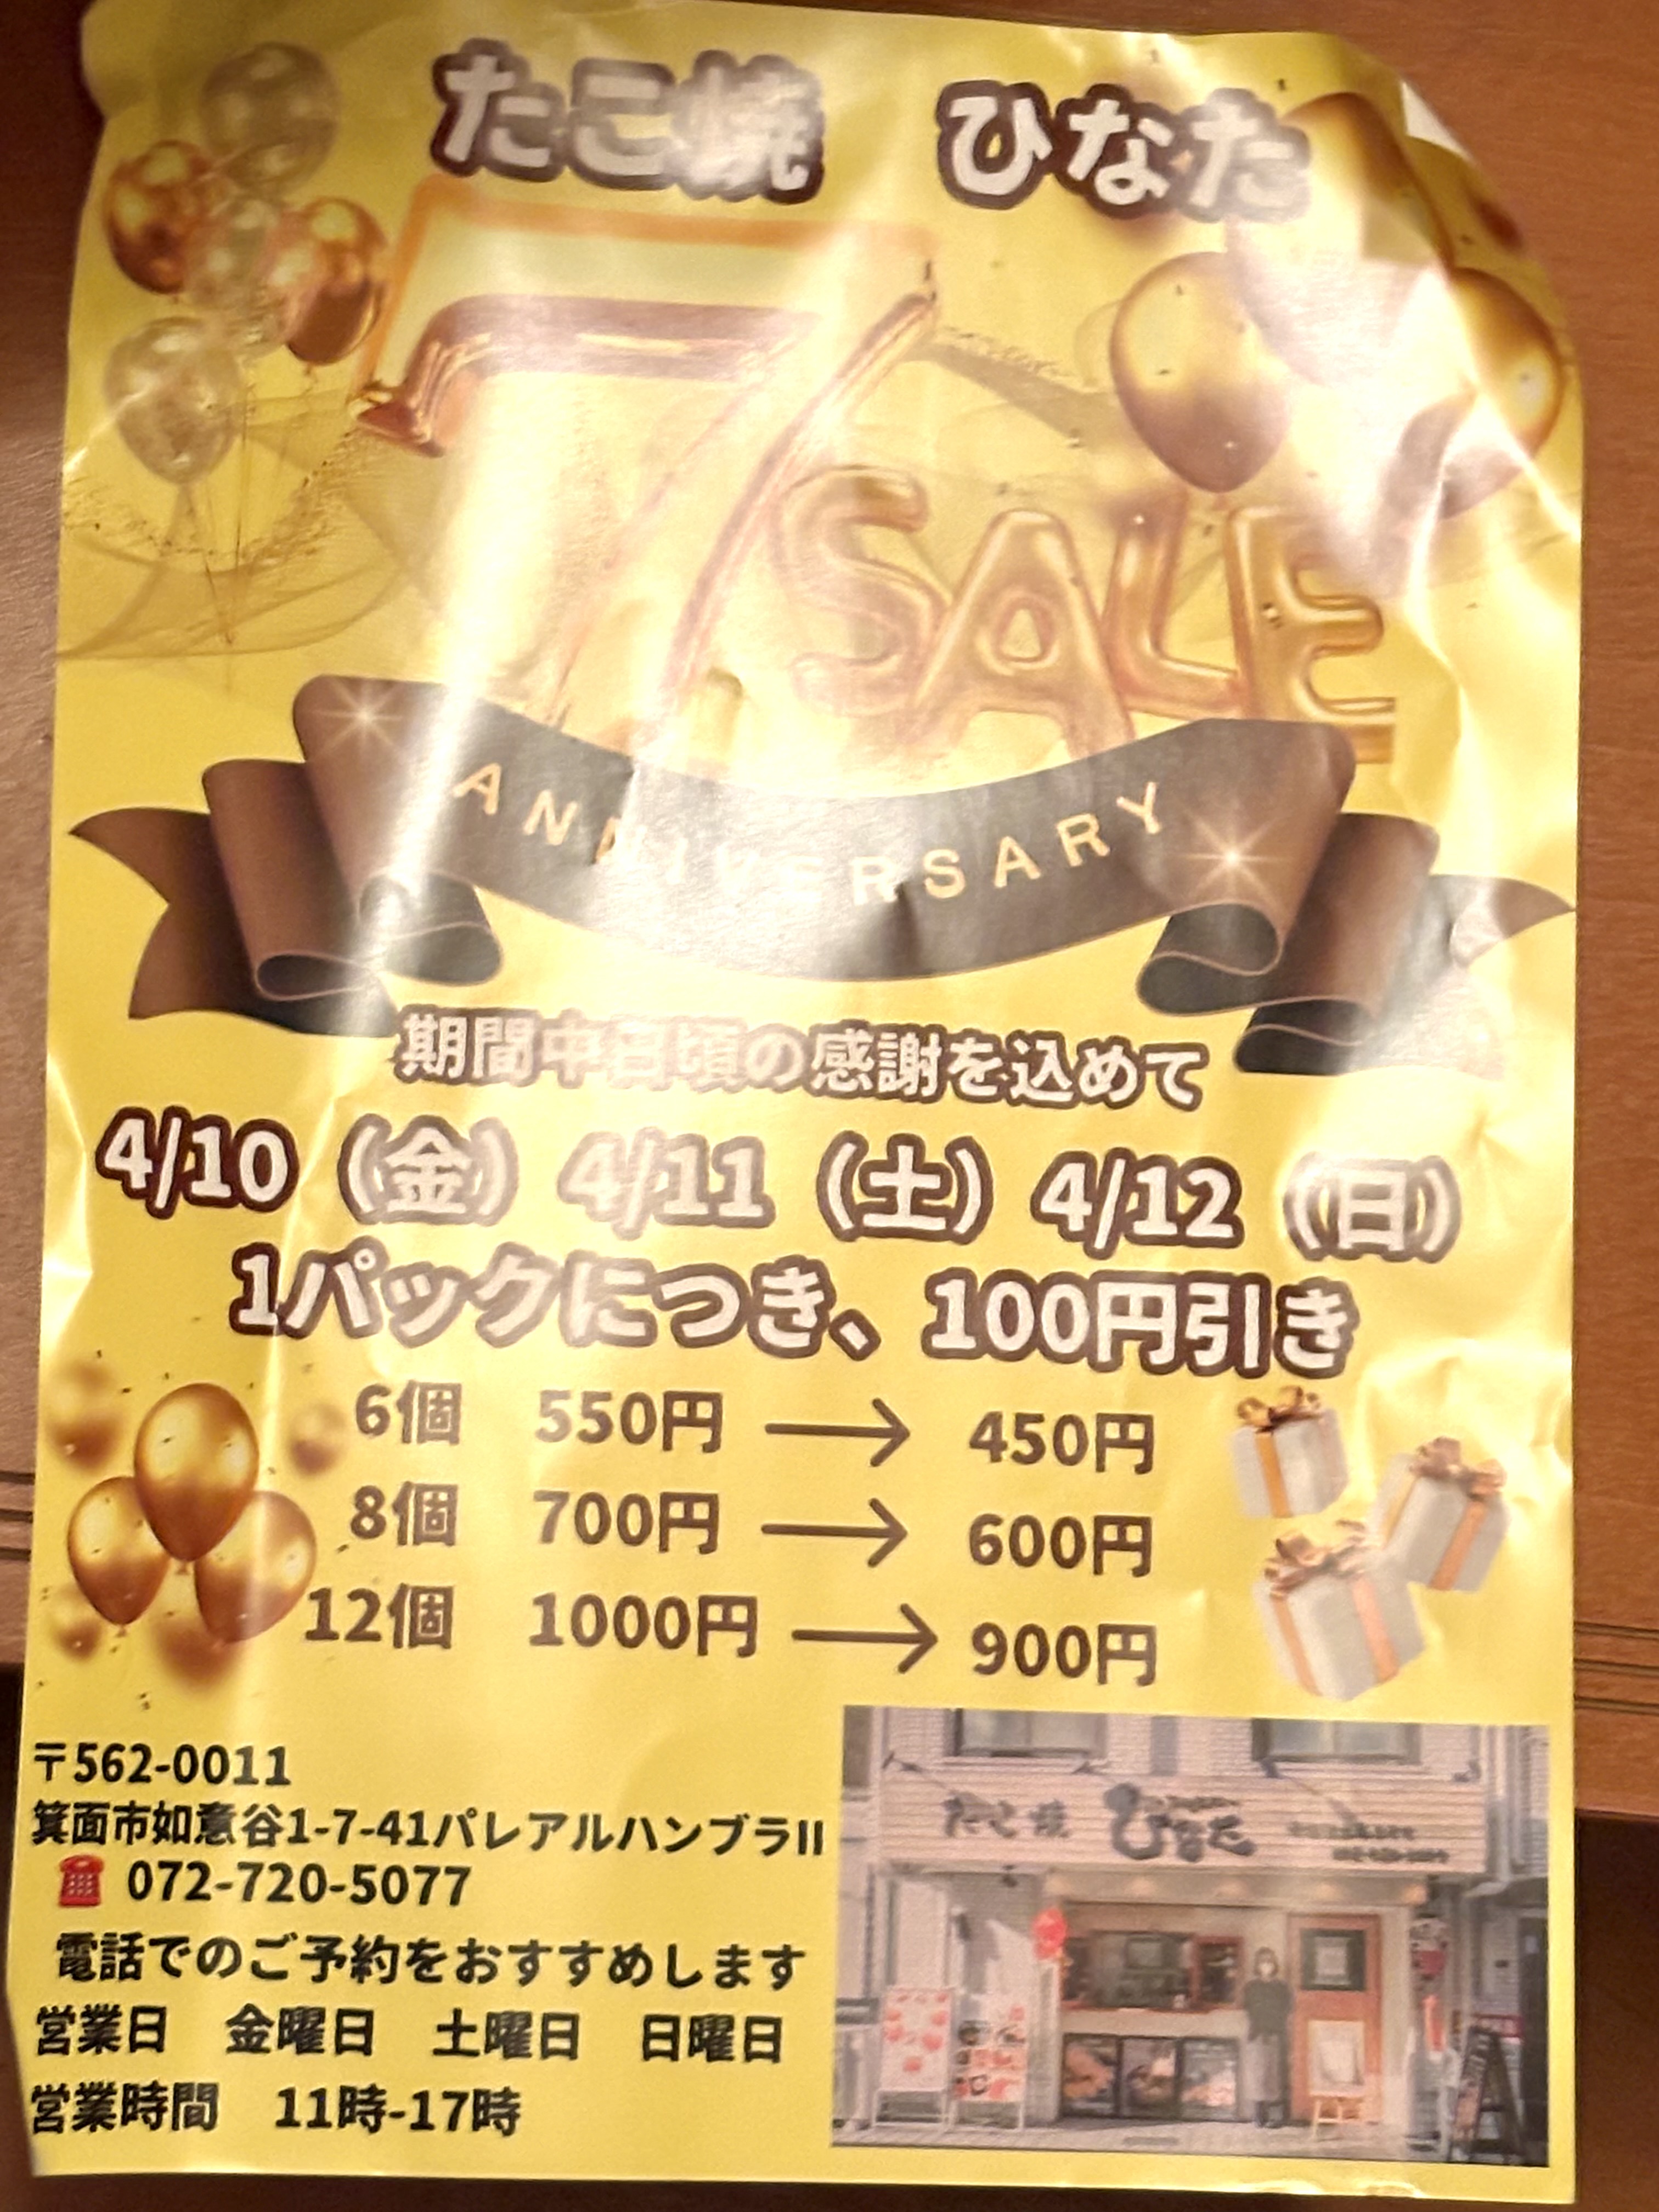 たこ焼　ひなた
7
SALE
ANNIVERSARY
期間中日頃の感謝を込めて
4/10（金）4/11（土）4/12（日）
1パックにつき、100円引き
6個　550円 → 450円
8個　700円 → 600円
12個　1000円 → 900円
〒562-0011
箕面市如意谷1-7-41パレアルハンブラII
☎ 072-720-5077
電話でのご予約をおすすめします
営業日　金曜日　土曜日　日曜日
営業時間　11時-17時
たこ焼 ひなた